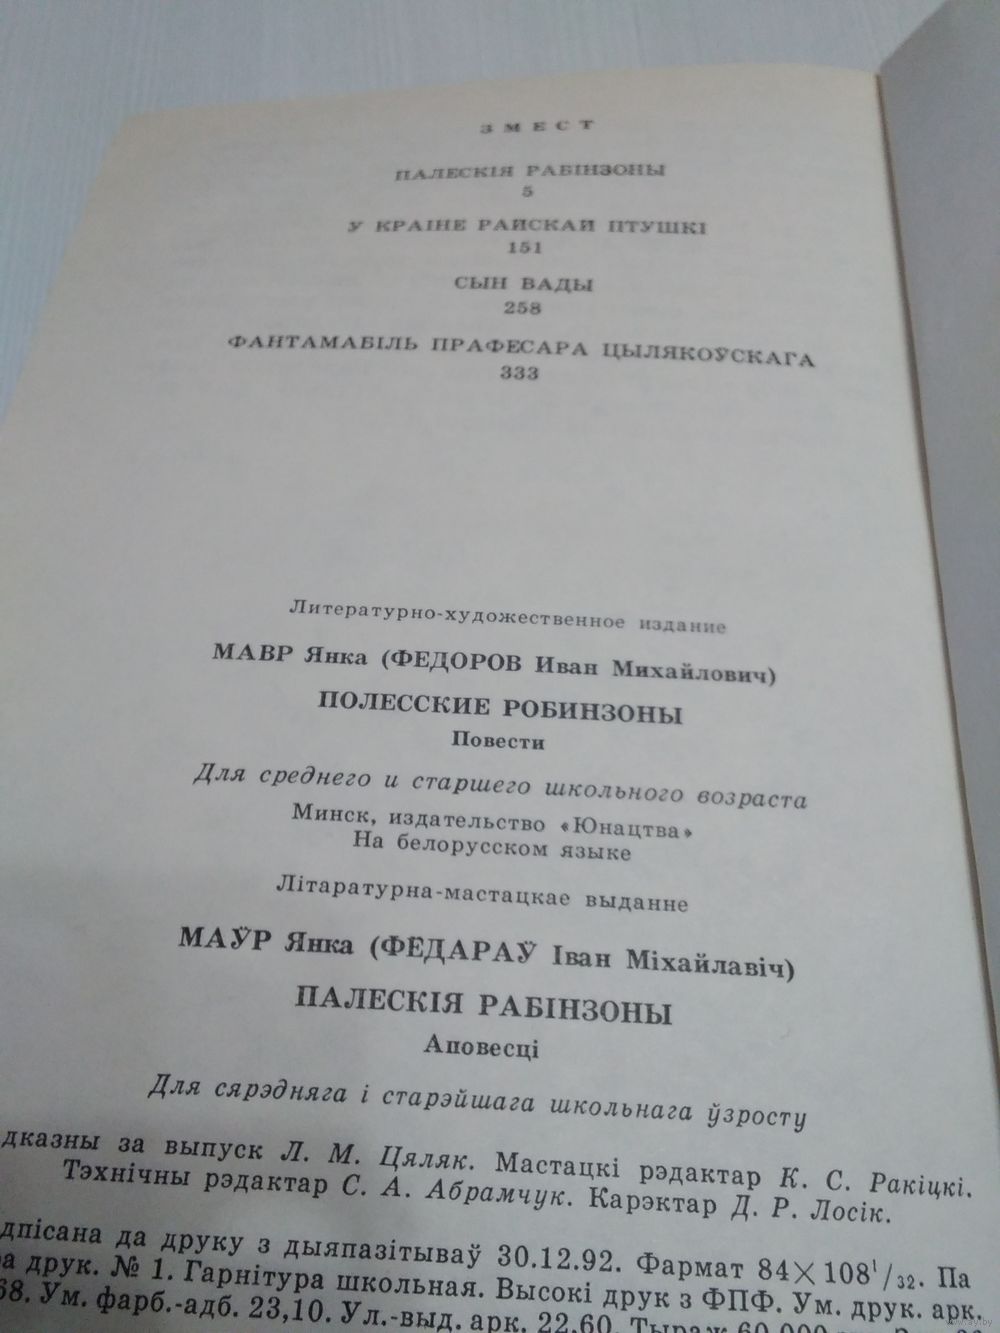 ЗМЕСТ
ПАЛЕСКІЯ РАБІНЗОНЫ
5
У КРАІНЕ РАЙСКАЙ ПТУШКІ
151
СЫН ВАДЫ
258
ФАНТАМАБІЛЬ ПРАФЕСАРА ЦЫЛЯКОЎСКАГА
333
Литературно-художественное издание
МАВР Янка (ФЕДОРОВ Иван Михайлович)
ПОЛЕССКИЕ РОБИНЗОНЫ
Повести
Для среднего и старшего школьного возраста
Минск, издательство «Юнацтва»
На белорусском языке
Літаратурна-мастацкае выданне
МАЎР Янка (ФЕДАРАЎ Іван Міхайлавіч)
ПАЛЕСКІЯ РАБІНЗОНЫ
Аповесці
Для сярэдняга і старэйшага школьнага ўзросту
дказны за выпуск Л. М. Цяляк. Мастацкі рэдактар К. С. Ракіцкі.
Тэхнічны рэдактар С. А. Абрамчук. Карэктар Д. Р. Лосік.
дпісана да друку з дыяпазітываў 30.12.92. Фармат 84×108¹/₃₂. Па
а друк. № 1. Гарнітура школьная. Высокі друк з ФПФ. Ум. друк. арк.
68. Ум. фарб.-адб. 23,10. Ул.-выд. арк. 22,60. Тыраж 60 000